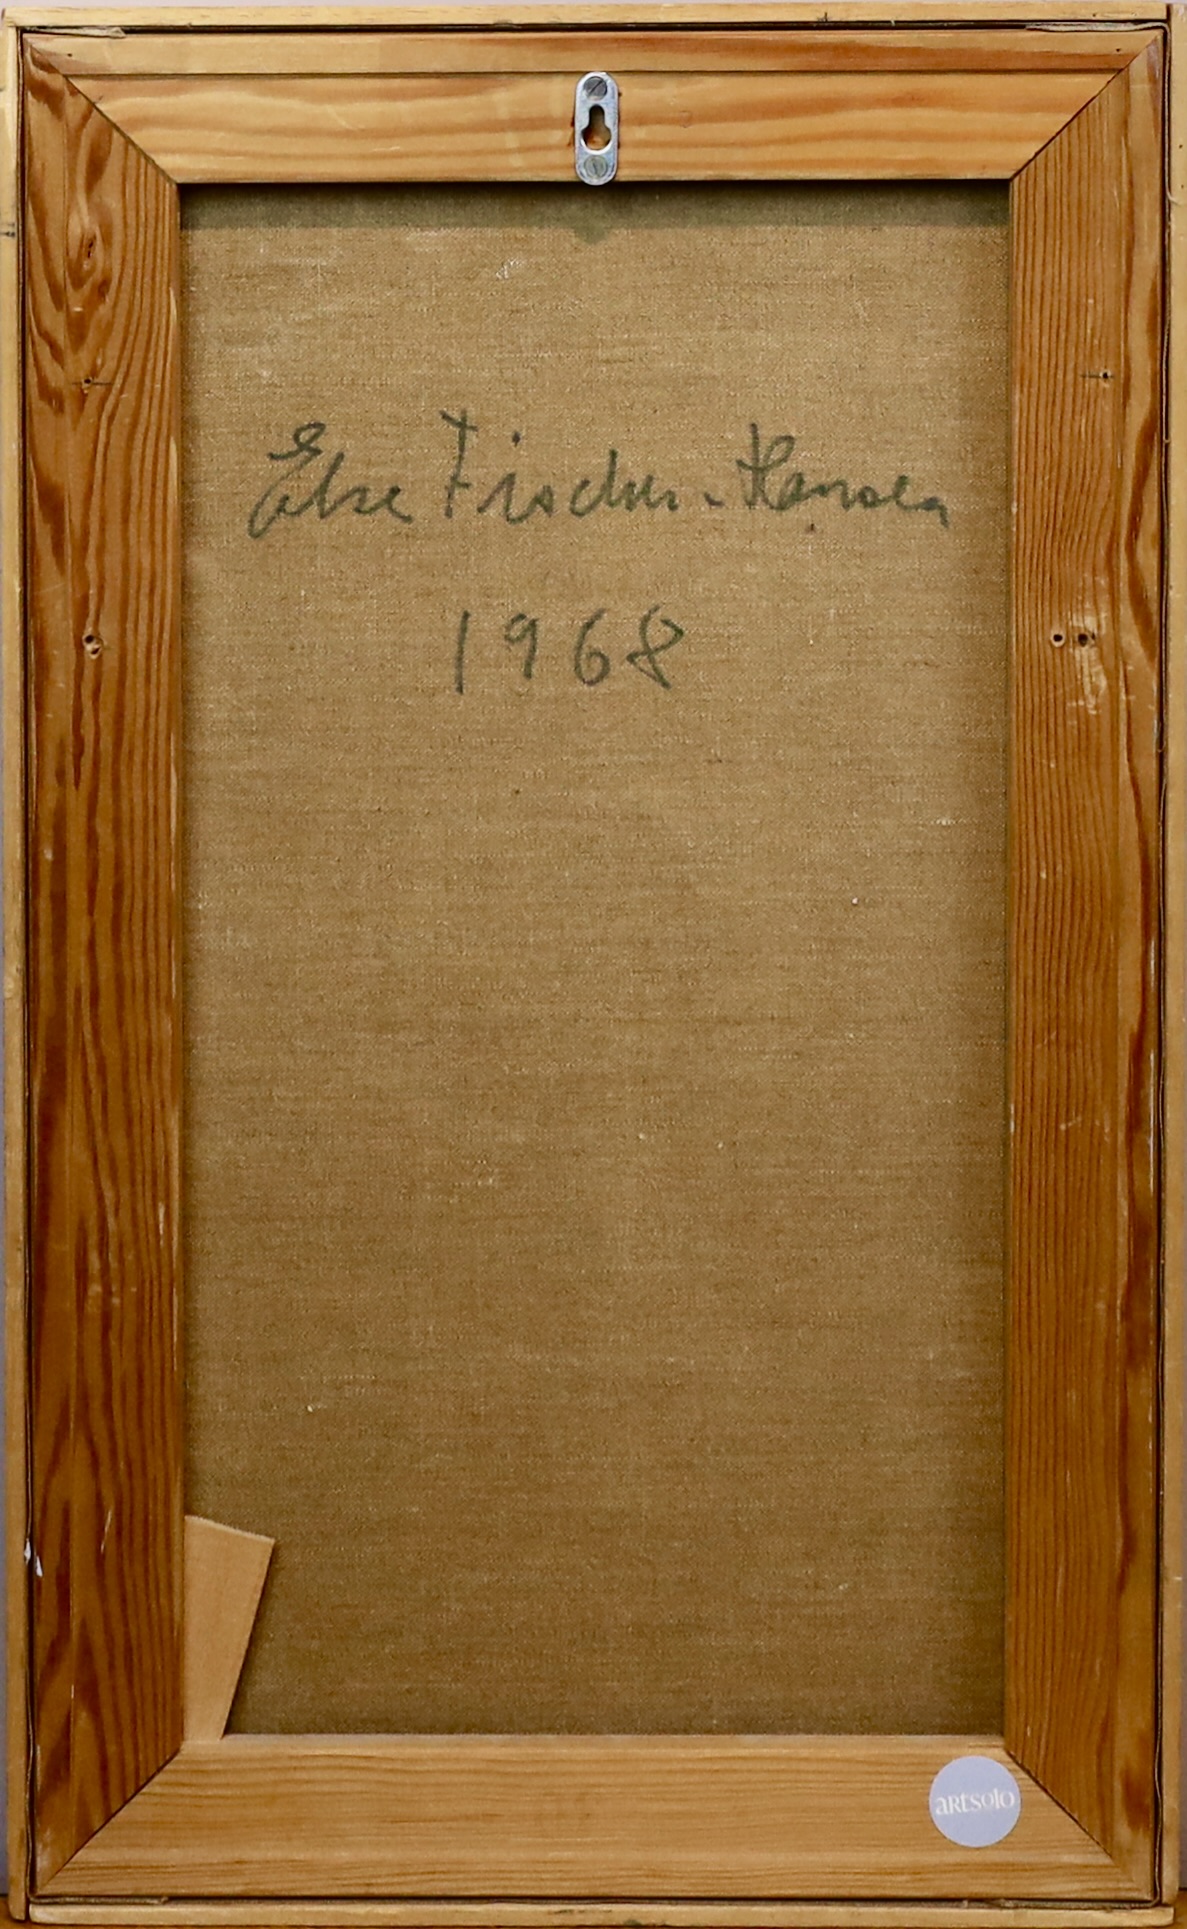 Else Fischer-Hansen
1968
artsolo